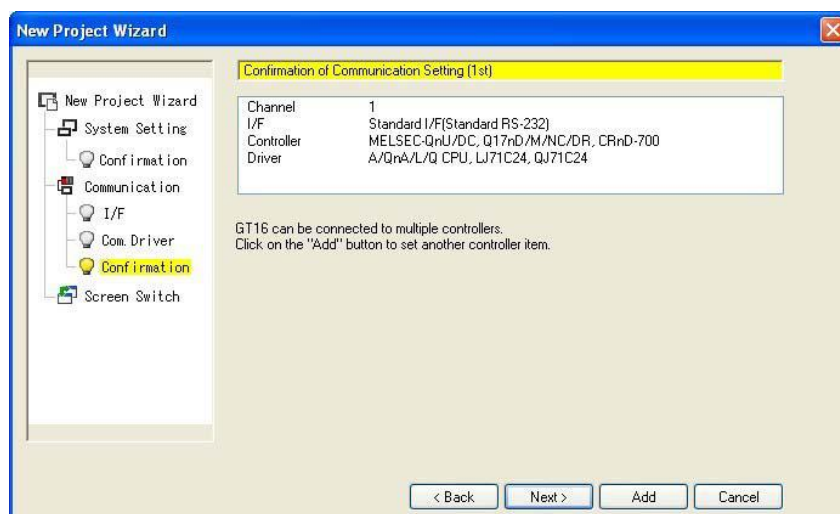 New Project Wizard
New Project Wizard
System Setting
Confirmation
Communication
I/F
Com.Driver
Confirmation
Screen Switch
Confirmation of Communication Setting (1st)
Channel 1
I/F Standard I/F(Standard RS-232)
Controller MELSEC-QnU/DC, Q17nD/M/NC/DR, CRnD-700
Driver A/QnA/L/Q CPU, LJ71C24, QJ71C24
GT16 can be connected to multiple controllers.
Click on the "Add" button to set another controller item.
< Back Next > Add Cancel